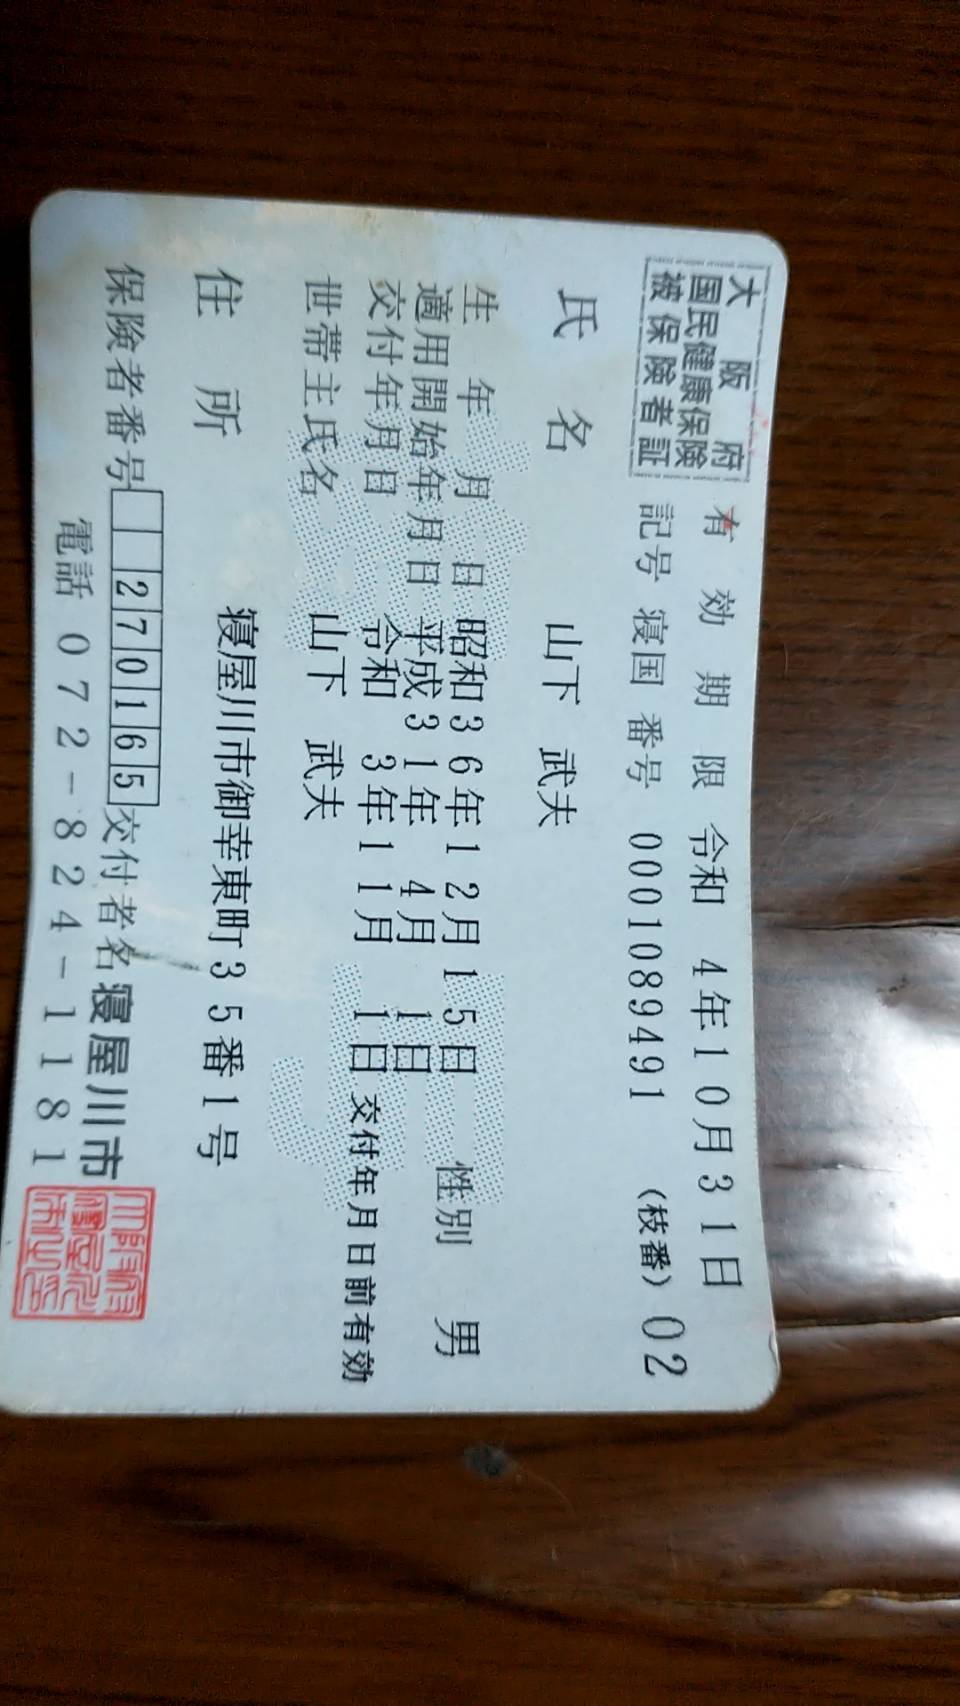 大阪府
国民健康保険
被保険者証
有効期限 令和 4年10月31日
記号 寝国 番号 0001089491 (枝番) 02
氏名 山下 武夫
生年月日 昭和36年12月15日 性別 男
適用開始年月日 平成31年 4月 1日
交付年月日 令和 3年11月 1日 交付年月日前有効
世帯主氏名 山下 武夫
住所 寝屋川市御幸東町35番1号
保険者番号 270165 交付者名 寝屋川市
電話 072-824-1181